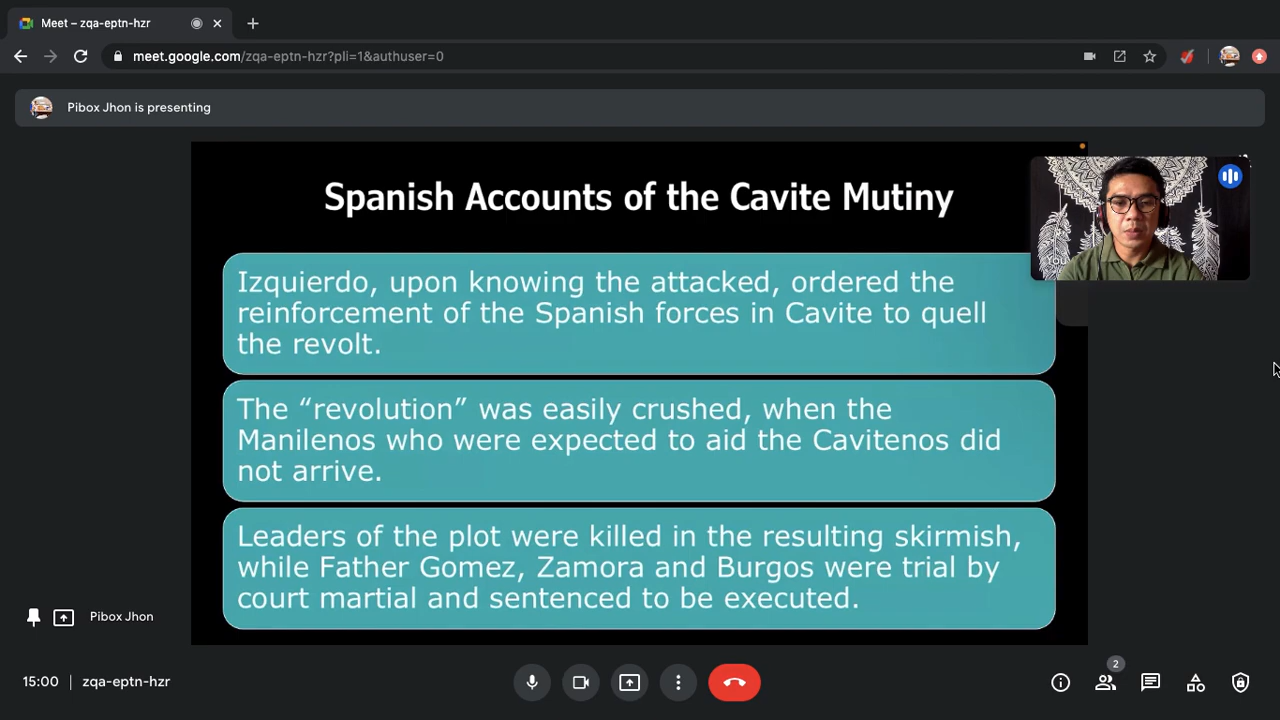 Meet – zqa-eptn-hzr
meet.google.com/zqa-eptn-hzr?pli=1&authuser=0
Pibox Jhon is presenting
Spanish Accounts of the Cavite Mutiny
You
Izquierdo, upon knowing the attacked, ordered the
reinforcement of the Spanish forces in Cavite to quell
the revolt.
The “revolution” was easily crushed, when the
Manilenos who were expected to aid the Cavitenos did
not arrive.
Leaders of the plot were killed in the resulting skirmish,
while Father Gomez, Zamora and Burgos were trial by
court martial and sentenced to be executed.
Pibox Jhon
15:00 | zqa-eptn-hzr
2